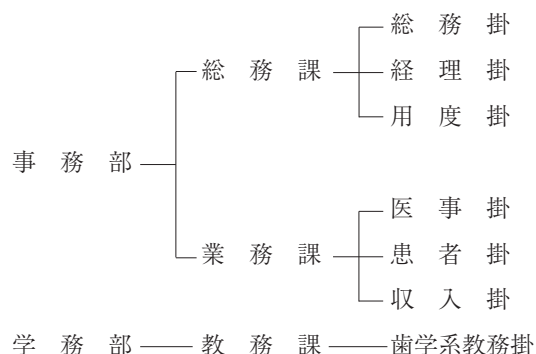 総務掛
総務課
経理掛
用度掛
事務部
医事掛
業務課
患者掛
収入掛
学務部
教務課
歯学系教務掛